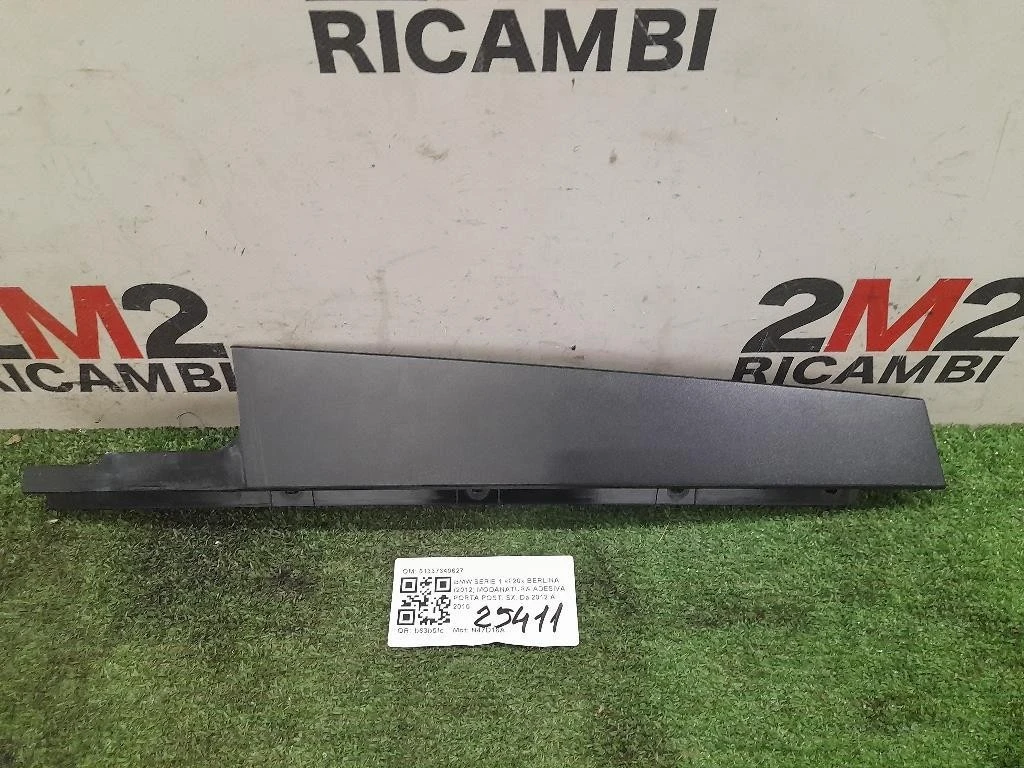 RICAMBI
2M2
RICAMBI
2M2
RICAMBI
OM: 51337349627
BMW SERIE 1 «F20» BERLINA
(2012) MODANATURA ADESIVA
PORTA POST. SX. Da 2012 A
2016
25411
QR: b63b5fc Mot: N47D16A